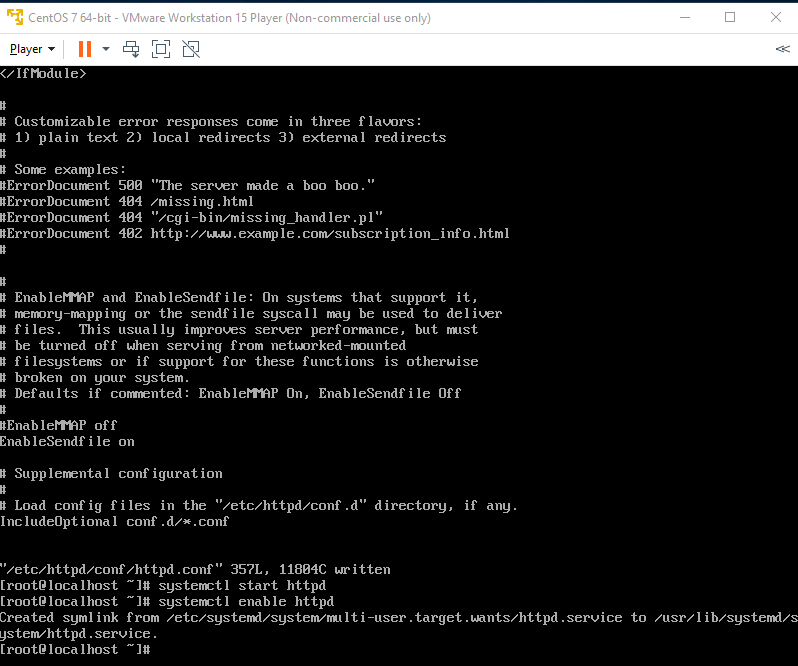 CentOS 7 64-bit - VMware Workstation 15 Player (Non-commercial use only)
Player
</IfModule>
#
# Customizable error responses come in three flavors:
# 1) plain text 2) local redirects 3) external redirects
#
# Some examples:
#ErrorDocument 500 "The server made a boo boo."
#ErrorDocument 404 /missing.html
#ErrorDocument 404 "/cgi-bin/missing_handler.pl"
#ErrorDocument 402 http://www.example.com/subscription_info.html
#
#
# EnableMMAP and EnableSendfile: On systems that support it,
# memory-mapping or the sendfile syscall may be used to deliver
# files.  This usually improves server performance, but must
# be turned off when serving from networked-mounted
# filesystems or if support for these functions is otherwise
# broken on your system.
# Defaults if commented: EnableMMAP On, EnableSendfile Off
#
#EnableMMAP off
EnableSendfile on
# Supplemental configuration
#
# Load config files in the "/etc/httpd/conf.d" directory, if any.
IncludeOptional conf.d/*.conf
"/etc/httpd/conf/httpd.conf" 357L, 11804C written
[root@localhost ~]# systemctl start httpd
[root@localhost ~]# systemctl enable httpd
Created symlink from /etc/systemd/system/multi-user.target.wants/httpd.service to /usr/lib/systemd/s
ystem/httpd.service.
[root@localhost ~]#